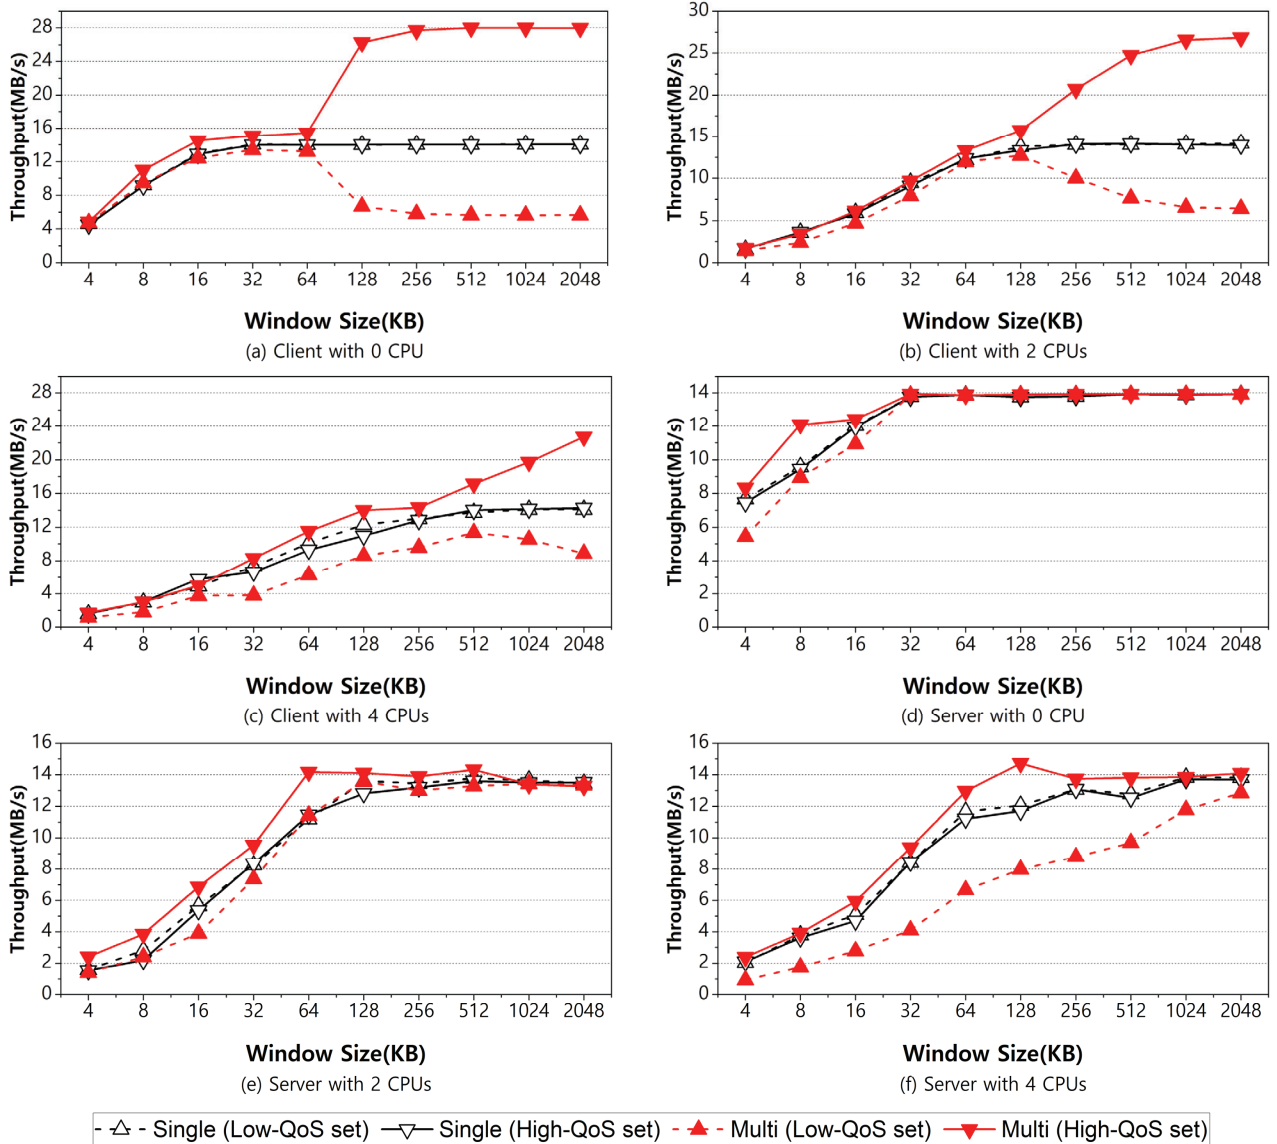 Throughput(MB/s)
28
24
20
16
12
8
4
0
4 8 16 32 64 128 256 512 1024 2048
Window Size(KB)
(a) Client with 0 CPU
Throughput(MB/s)
30
25
20
15
10
5
0
4 8 16 32 64 128 256 512 1024 2048
Window Size(KB)
(b) Client with 2 CPUs
Throughput(MB/s)
28
24
20
16
12
8
4
0
4 8 16 32 64 128 256 512 1024 2048
Window Size(KB)
(c) Client with 4 CPUs
Throughput(MB/s)
14
12
10
8
6
4
2
0
4 8 16 32 64 128 256 512 1024 2048
Window Size(KB)
(d) Server with 0 CPU
Throughput(MB/s)
16
14
12
10
8
6
4
2
0
4 8 16 32 64 128 256 512 1024 2048
Window Size(KB)
(e) Server with 2 CPUs
Throughput(MB/s)
16
14
12
10
8
6
4
2
0
4 8 16 32 64 128 256 512 1024 2048
Window Size(KB)
(f) Server with 4 CPUs
Single (Low-QoS set) Single (High-QoS set) Multi (Low-QoS set) Multi (High-QoS set)